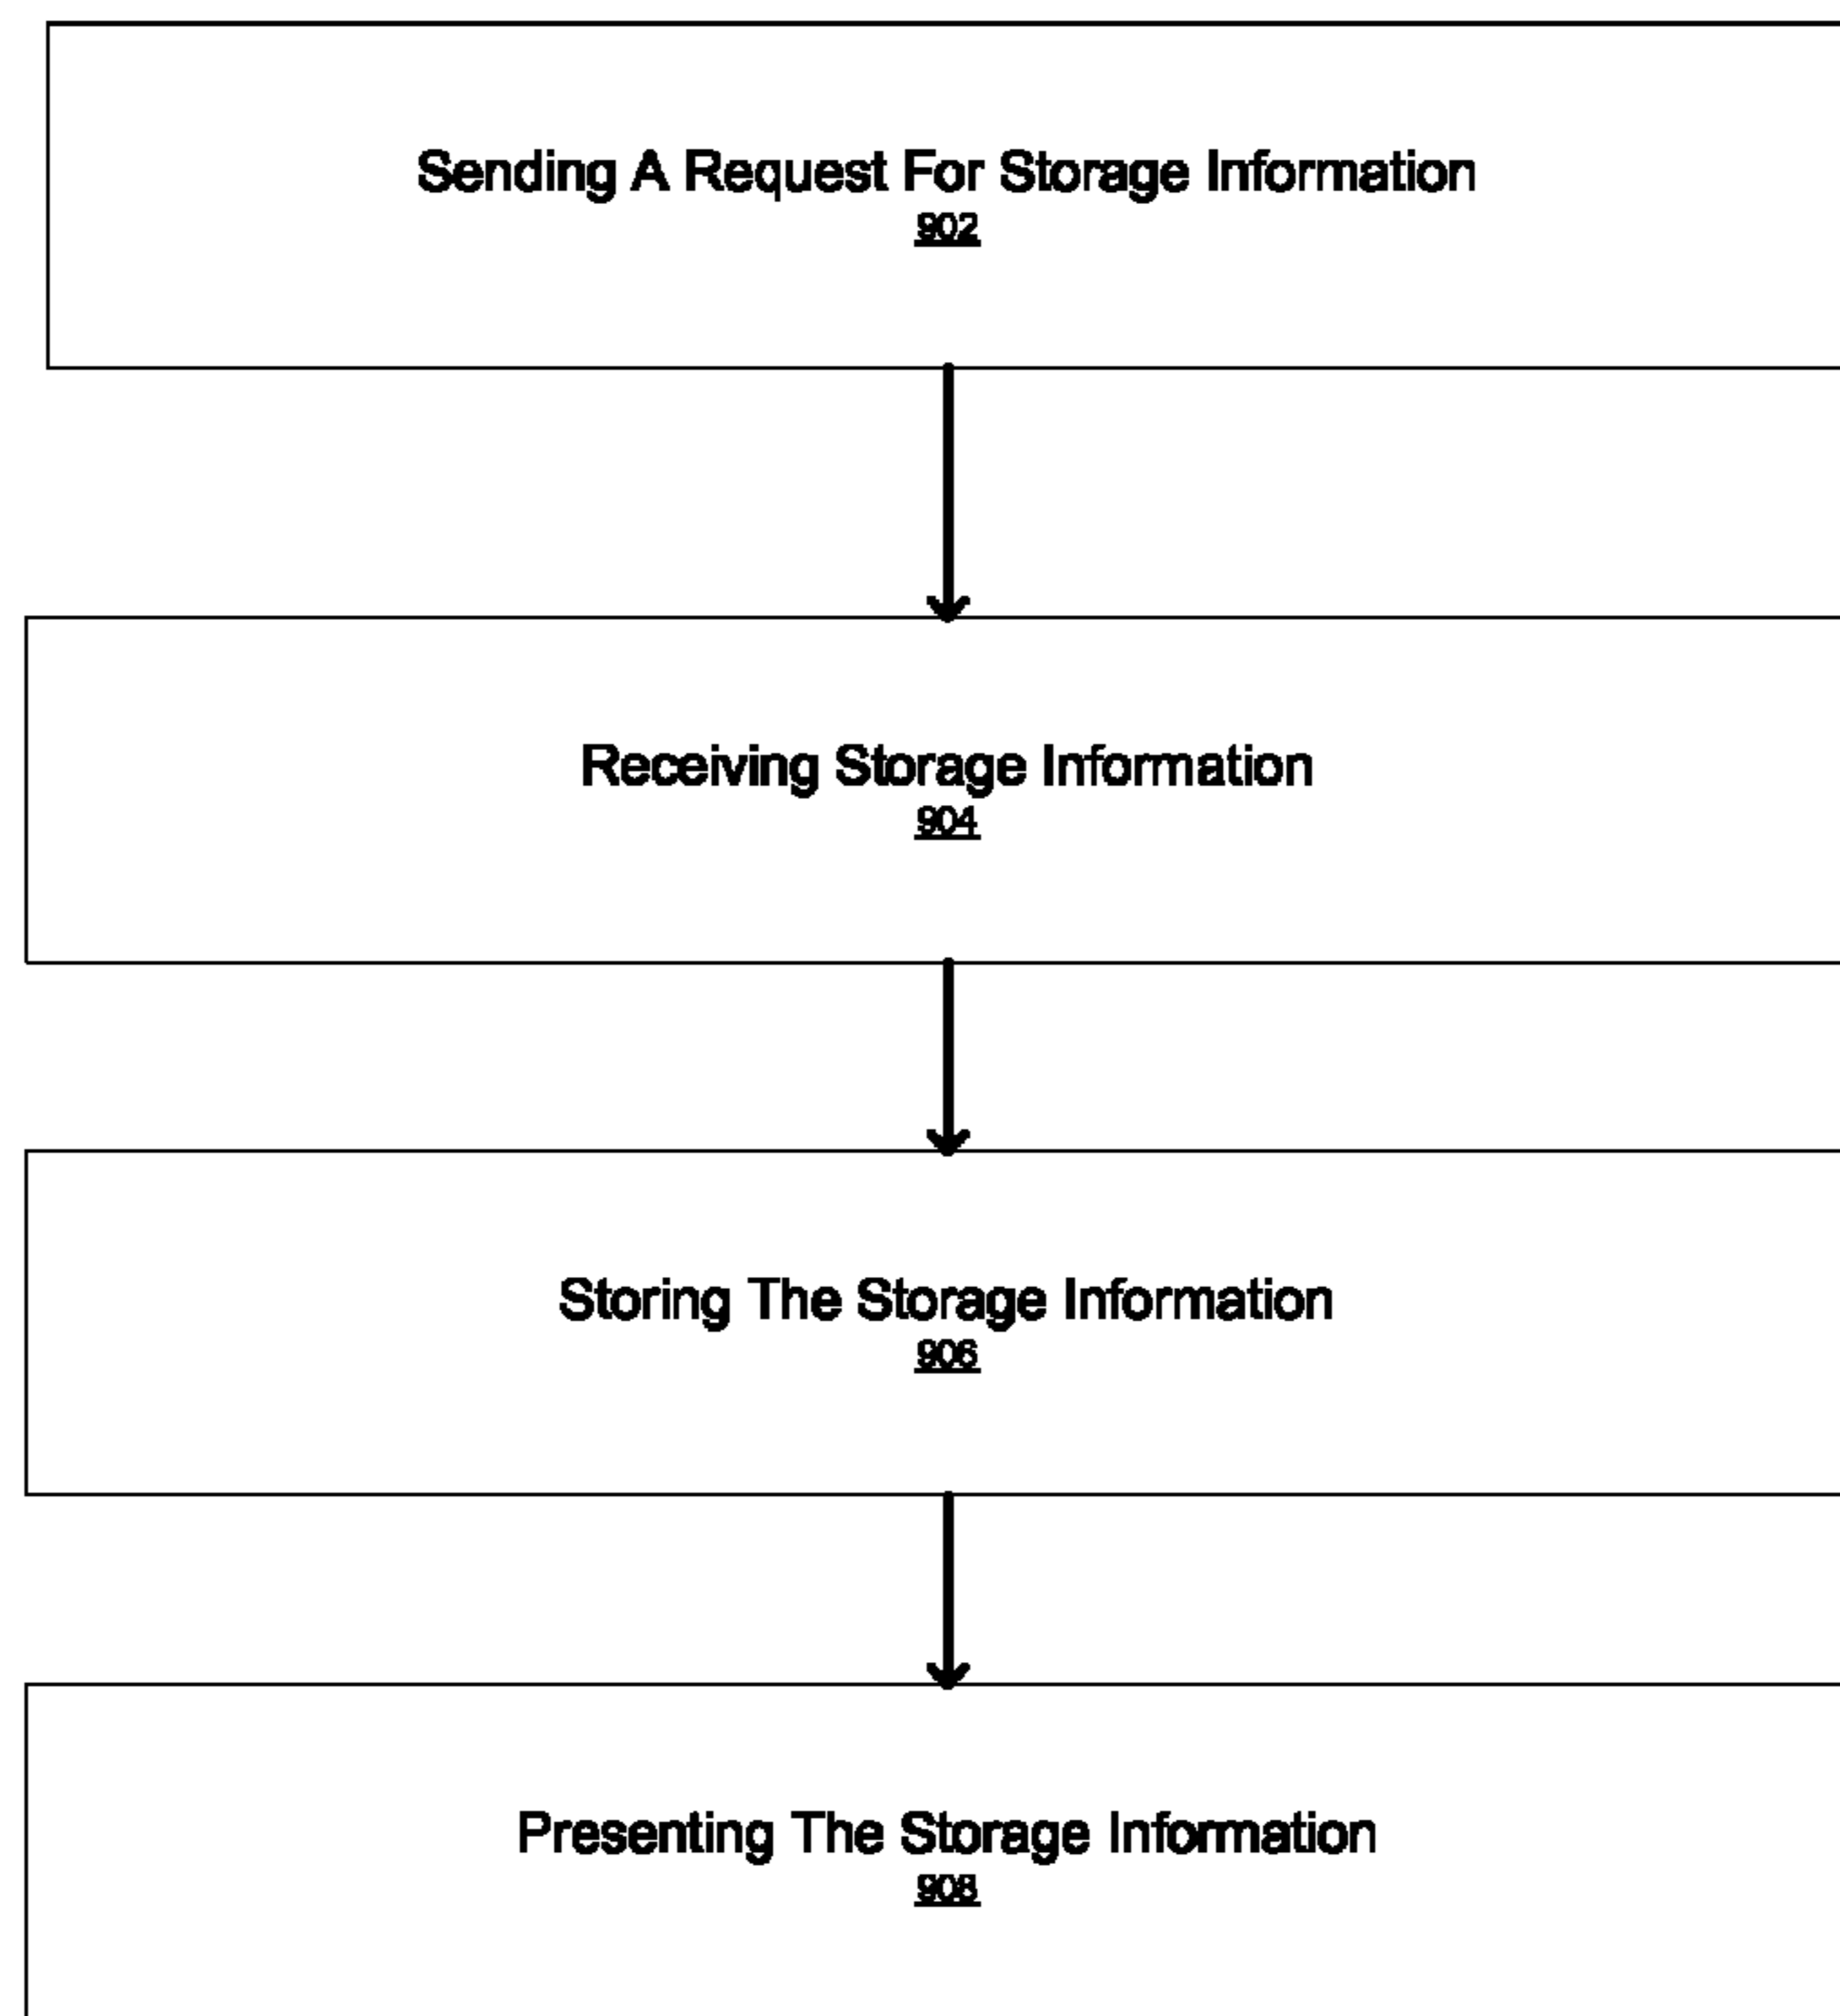 Sending A Request For Storage Information
902
Receiving Storage Information
904
Storing The Storage Information
906
Presenting The Storage Information
908